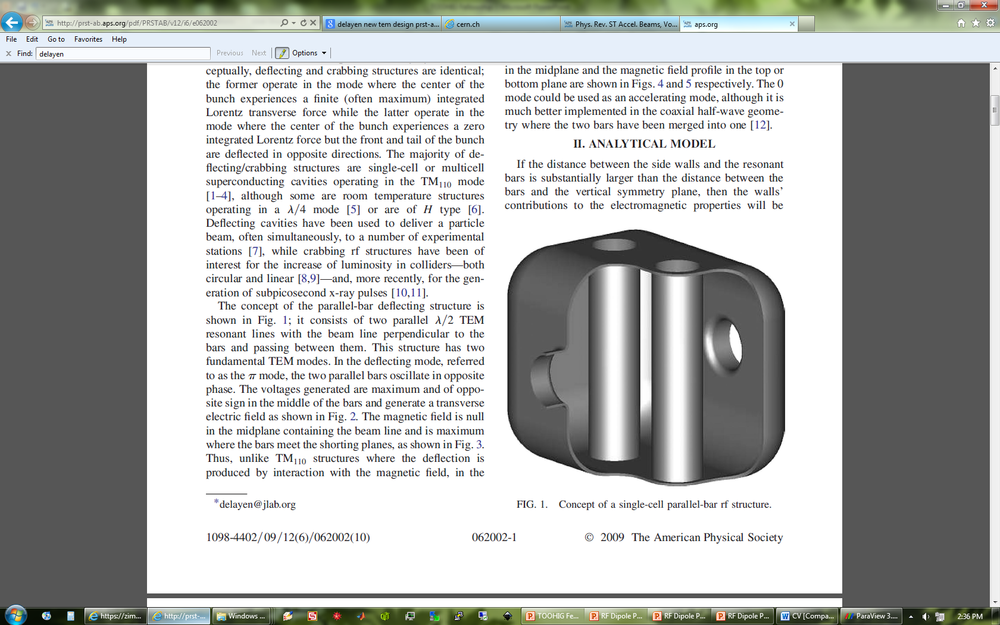 http://prst-ab.aps.org/pdf/PRSTAB/v12/i6/e062002
delayen new tem design prst-a...
cern.ch
Phys. Rev. ST Accel. Beams, Vo...
aps.org
File Edit Go to Favorites Help
Find: delayen Previous Next Options
ceptually, deflecting and crabbing structures are identical;
the former operate in the mode where the center of the
bunch experiences a finite (often maximum) integrated
Lorentz transverse force while the latter operate in the
mode where the center of the bunch experiences a zero
integrated Lorentz force but the front and tail of the bunch
are deflected in opposite directions. The majority of de-
flecting/crabbing structures are single-cell or multicell
superconducting cavities operating in the TM110 mode
[1–4], although some are room temperature structures
operating in a λ/4 mode [5] or are of H type [6].
Deflecting cavities have been used to deliver a particle
beam, often simultaneously, to a number of experimental
stations [7], while crabbing rf structures have been of
interest for the increase of luminosity in colliders—both
circular and linear [8,9]—and, more recently, for the gen-
eration of subpicosecond x-ray pulses [10,11].
The concept of the parallel-bar deflecting structure is
shown in Fig. 1; it consists of two parallel λ/2 TEM
resonant lines with the beam line perpendicular to the
bars and passing between them. This structure has two
fundamental TEM modes. In the deflecting mode, referred
to as the π mode, the two parallel bars oscillate in opposite
phase. The voltages generated are maximum and of oppo-
site sign in the middle of the bars and generate a transverse
electric field as shown in Fig. 2. The magnetic field is null
in the midplane containing the beam line and is maximum
where the bars meet the shorting planes, as shown in Fig. 3.
Thus, unlike TM110 structures where the deflection is
produced by interaction with the magnetic field, in the
*delayen@jlab.org
in the midplane and the magnetic field profile in the top or
bottom plane are shown in Figs. 4 and 5 respectively. The 0
mode could be used as an accelerating mode, although it is
much better implemented in the coaxial half-wave geome-
try where the two bars have been merged into one [12].
II. ANALYTICAL MODEL
If the distance between the side walls and the resonant
bars is substantially larger than the distance between the
bars and the vertical symmetry plane, then the walls'
contributions to the electromagnetic properties will be
FIG. 1. Concept of a single-cell parallel-bar rf structure.
1098-4402/09/12(6)/062002(10) 062002-1 © 2009 The American Physical Society
https://zim...
http://prst-...
Windows ...
TOOHIG Fe...
RF Dipole P...
RF Dipole P...
RF Dipole P...
CV [Compa...
ParaView 3....
2:36 PM